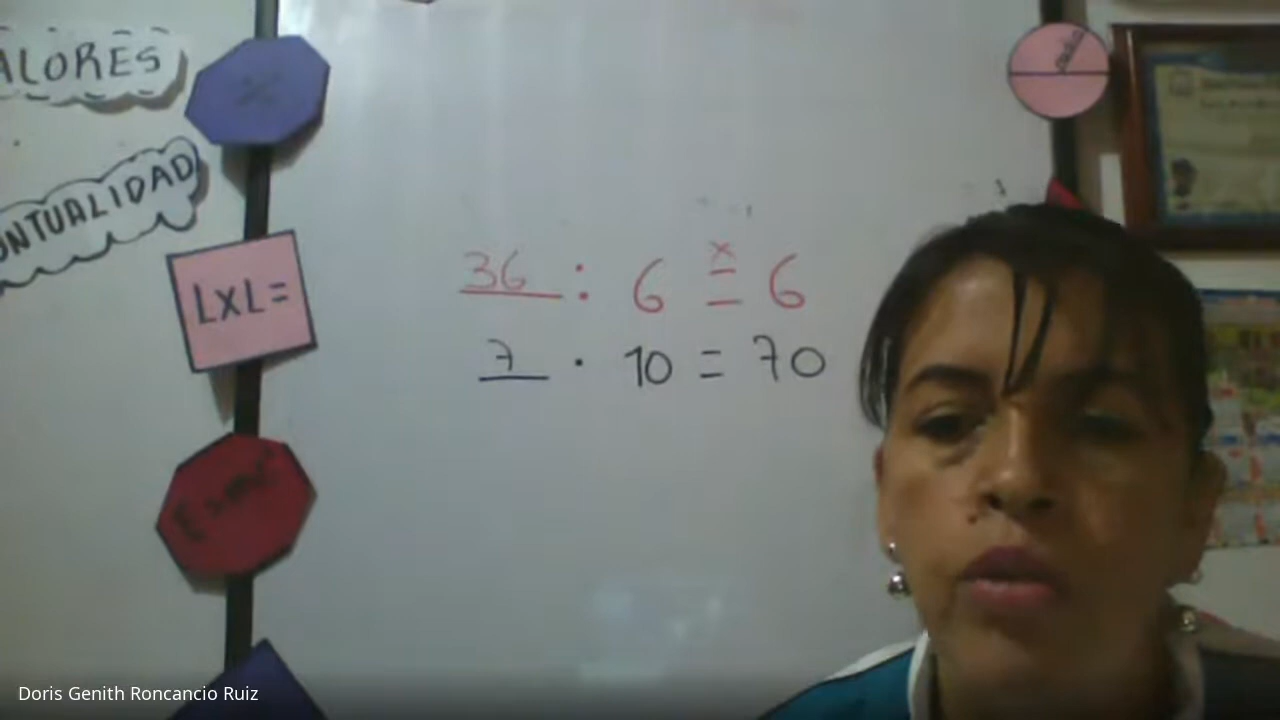 ALORES
ONTUALIDAD
LxL=
36 : 6 = 6
x
7 · 10 = 70
Doris Genith Roncancio Ruiz